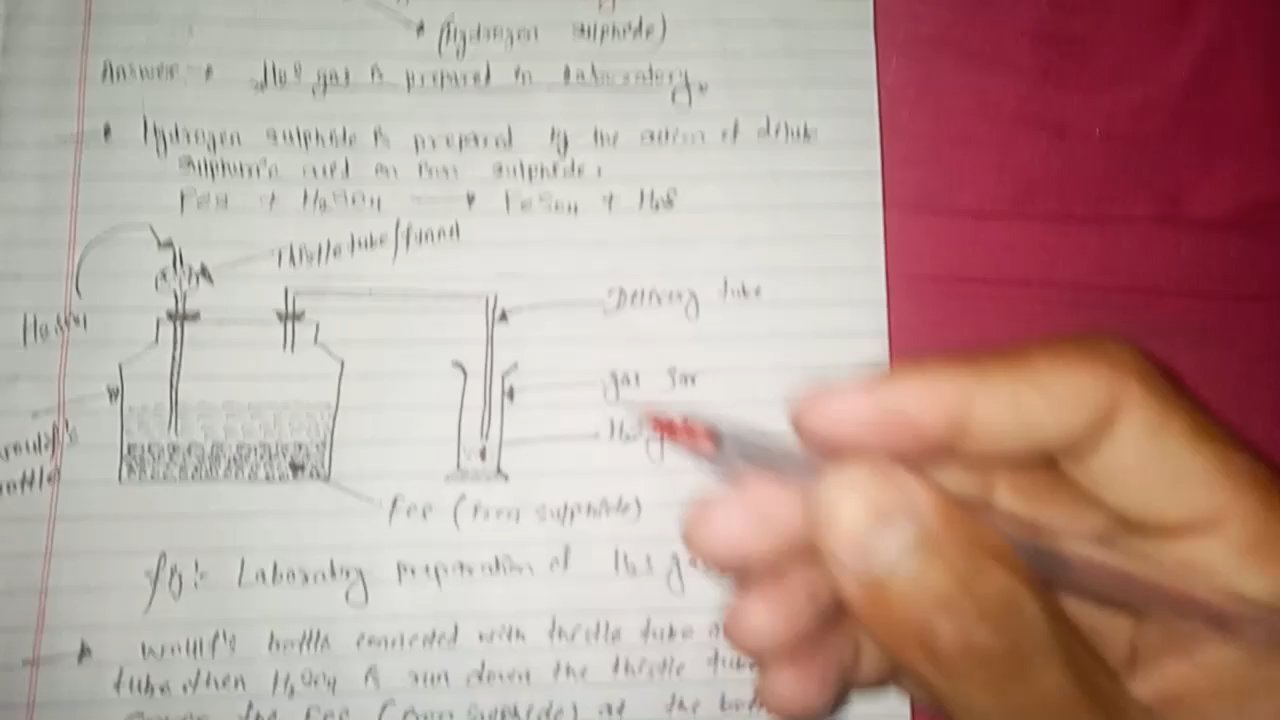 (Hydrogen sulphide)
Answer: H2S gas is prepared in Laboratory.
Hydrogen sulphide is prepared by the action of dilute
sulphuric acid on Iron sulphide.
FeS + H2SO4 → FeSO4 + H2S
Thistle tube/funnel
Delivery tube
gas Jar
H2S
Woulf's
bottle
FeS (Iron sulphide)
fig:- Laboratory preparation of H2S
Woulf's bottle connected with thistle tube
tube when H2SO4 is run down the thistle tube
the FeS (Iron sulphide) at the